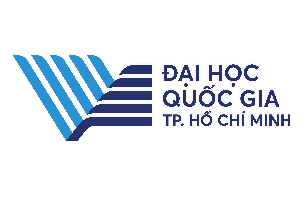 ĐẠI HỌC
QUỐC GIA
TP. HỒ CHÍ MINH